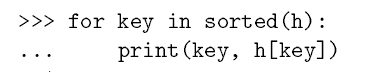 >>> for key in sorted(h):
...     print(key, h[key])